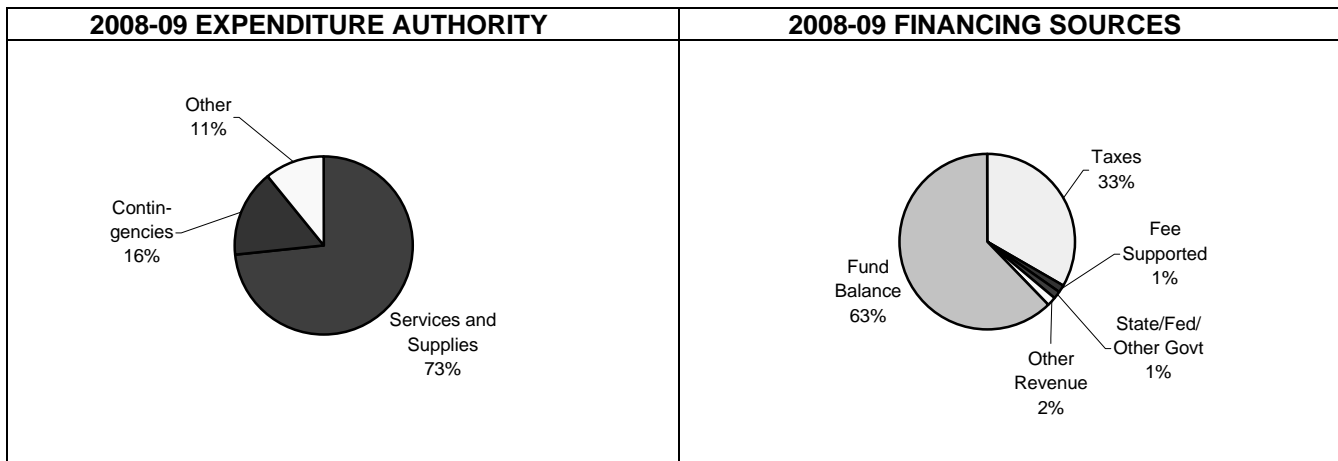 2008-09 EXPENDITURE AUTHORITY
Other
11%
Contin-
gencies
16%
Services and
Supplies
73%
2008-09 FINANCING SOURCES
Taxes
33%
Fee
Supported
1%
State/Fed/
Other Govt
1%
Other
Revenue
2%
Fund
Balance
63%